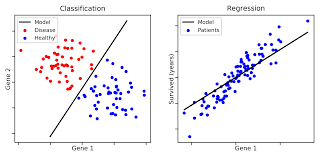 Classification
Model
Disease
Healthy
Gene 2
Gene 1
Regression
Model
Patients
Survived (years)
Gene 1